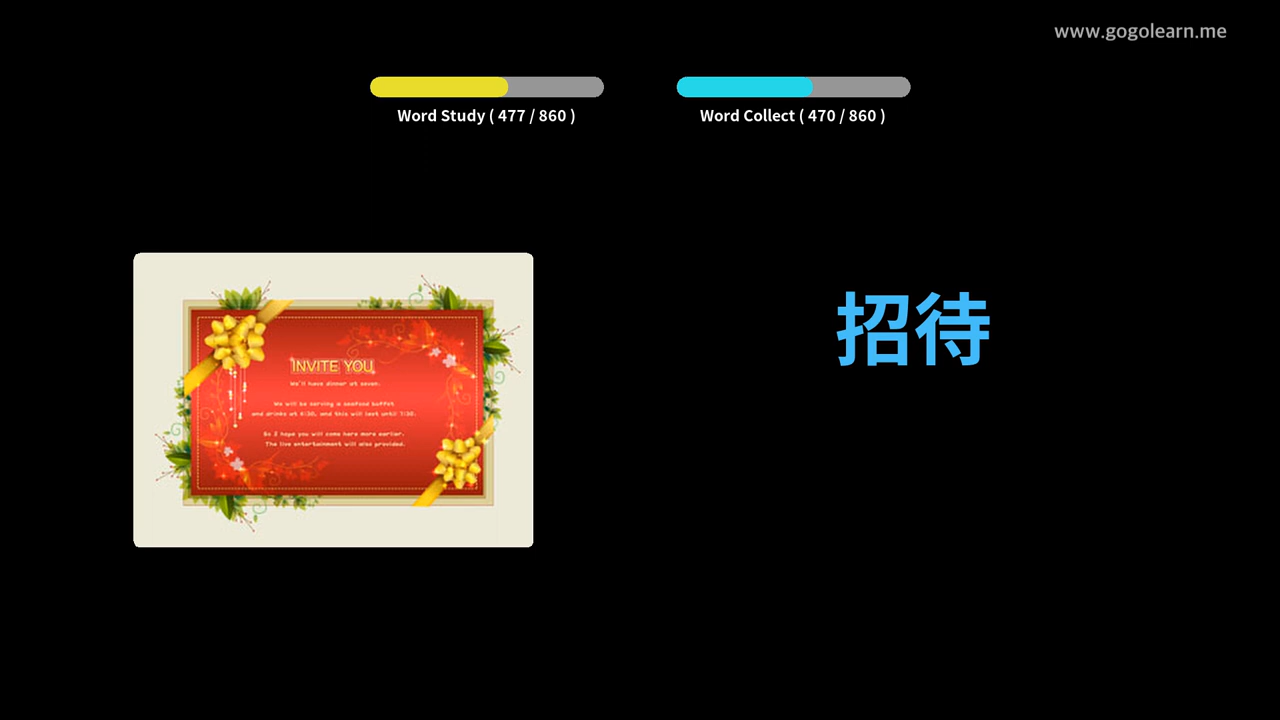 www.gogolearn.me
Word Study ( 477 / 860 )
Word Collect ( 470 / 860 )
INVITE YOU
We'll have dinner at seven.
We will be serving a seafood buffet
and drinks at 6:30, and this will last until 7:30.
So I hope you will come here more earlier.
The live entertainment will also provided.
招待